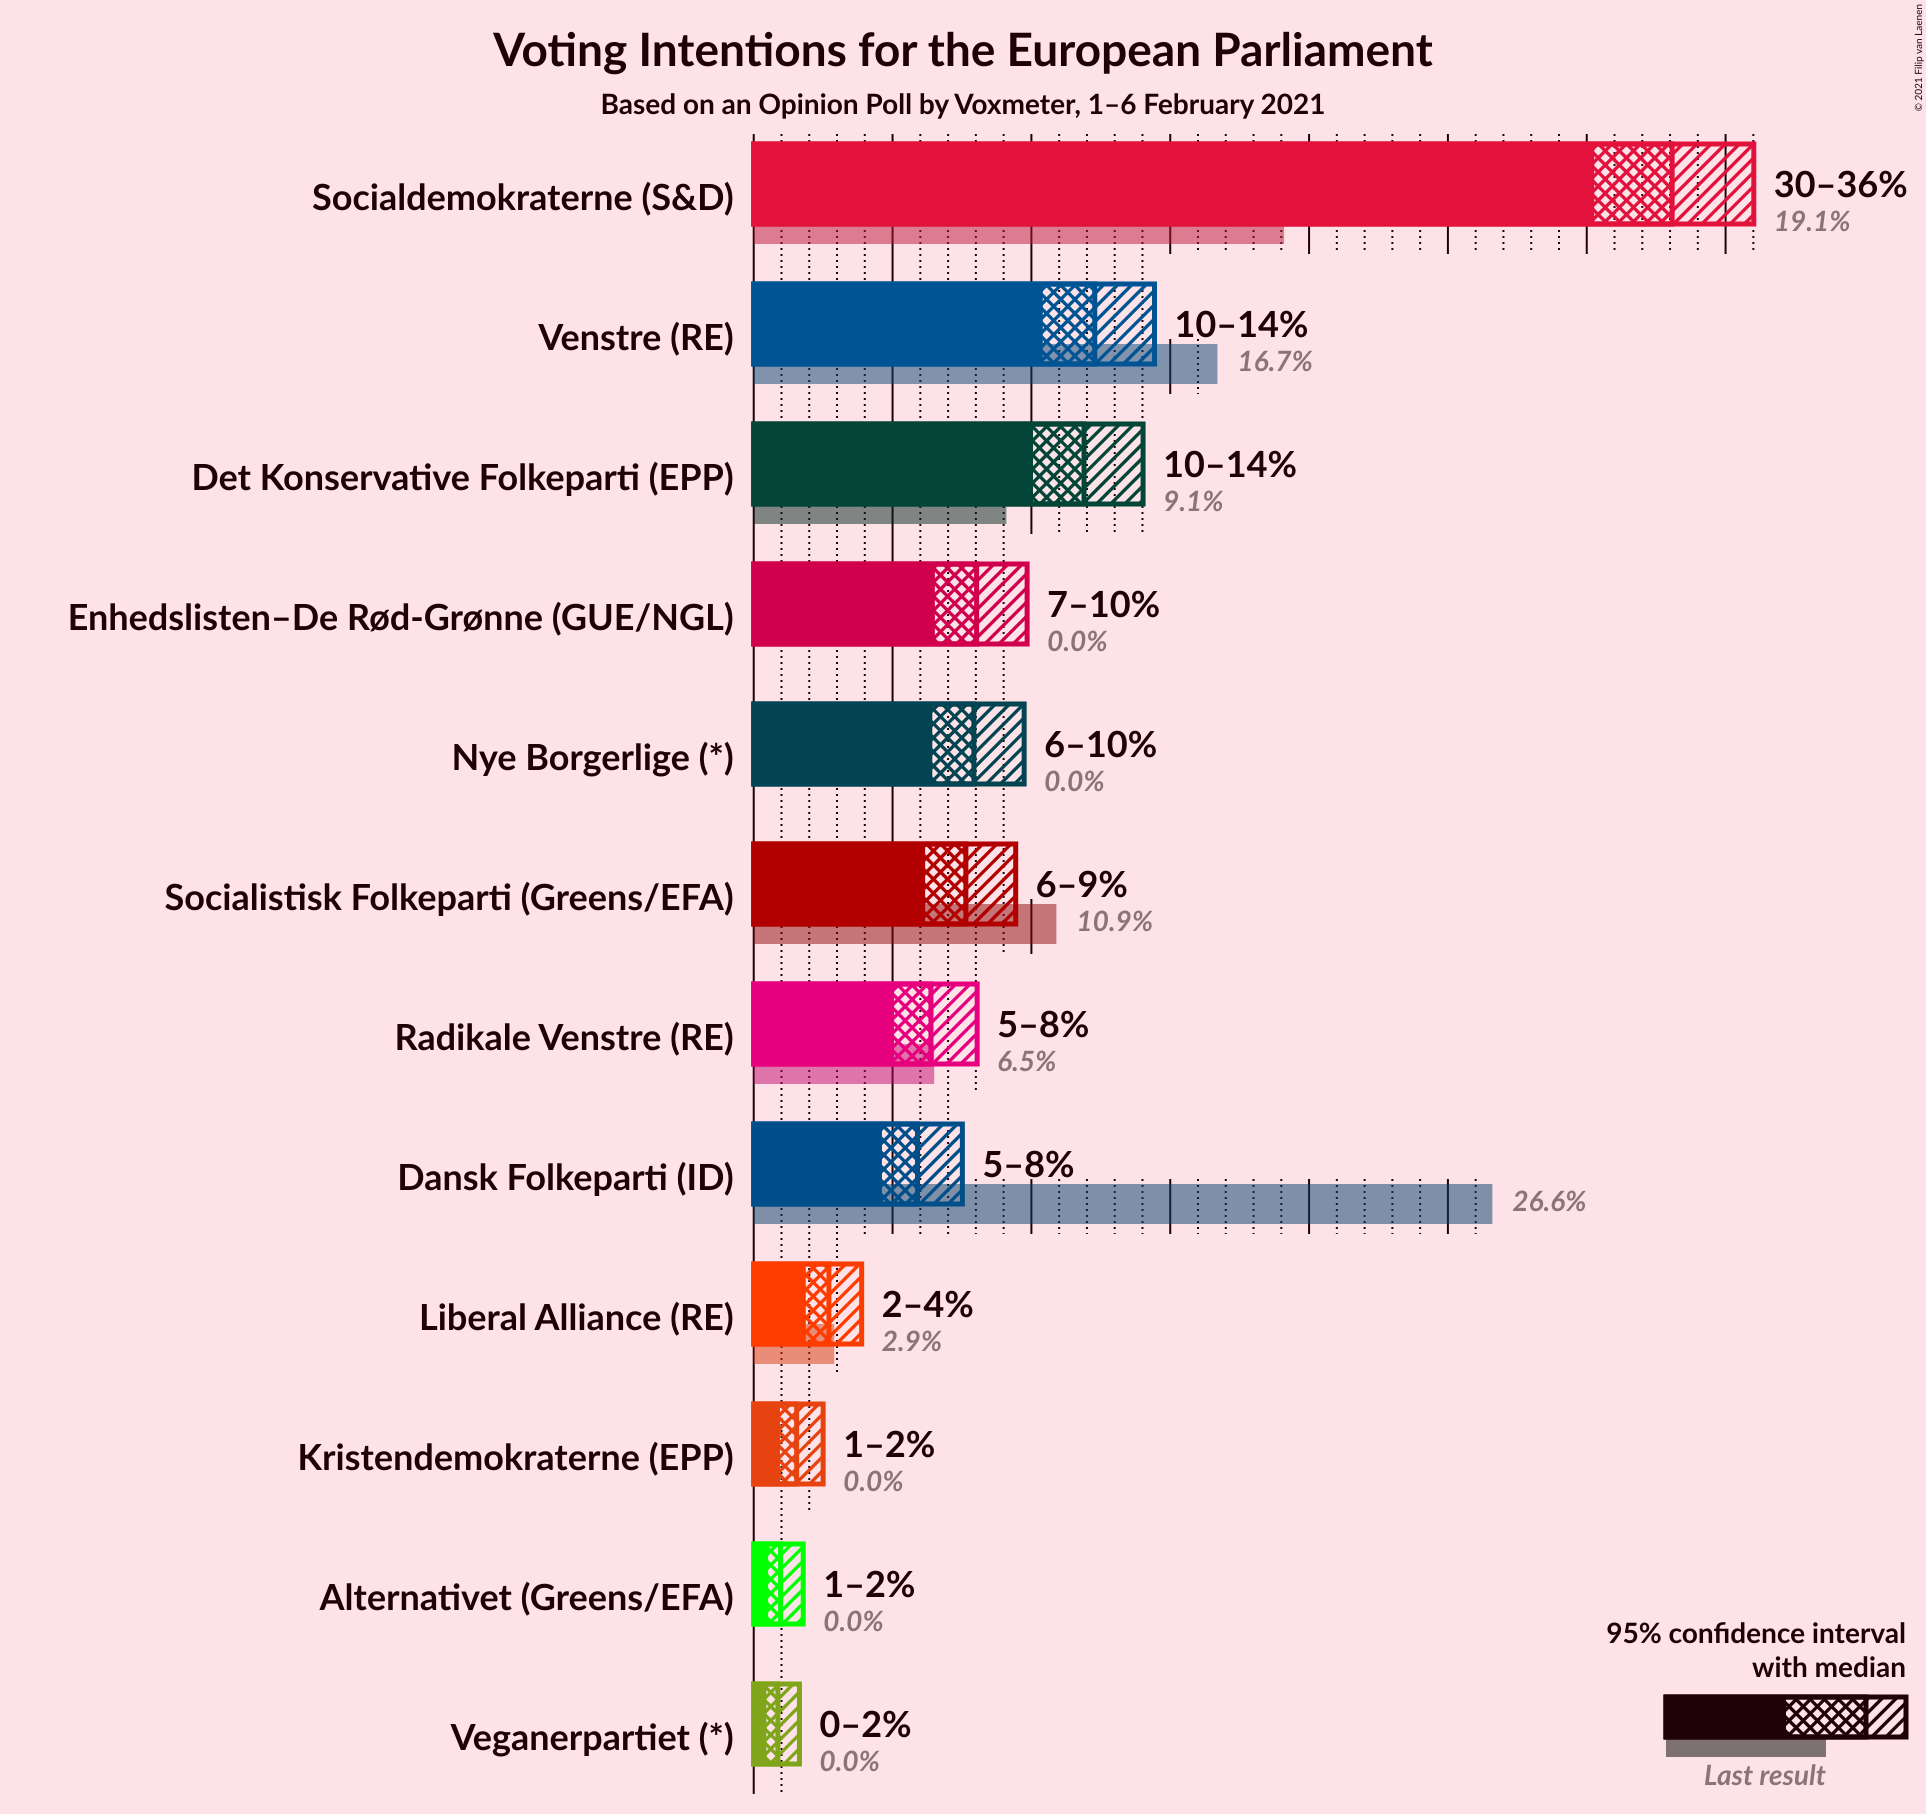 © 2021 Filip van Laenen
Voting Intentions for the European Parliament
Based on an Opinion Poll by Voxmeter, 1–6 February 2021
Socialdemokraterne (S&D)
30–36%
19.1%
Venstre (RE)
10–14%
16.7%
Det Konservative Folkeparti (EPP)
10–14%
9.1%
Enhedslisten–De Rød-Grønne (GUE/NGL)
7–10%
0.0%
Nye Borgerlige (*)
6–10%
0.0%
Socialistisk Folkeparti (Greens/EFA)
6–9%
10.9%
Radikale Venstre (RE)
5–8%
6.5%
Dansk Folkeparti (ID)
5–8%
26.6%
Liberal Alliance (RE)
2–4%
2.9%
Kristendemokraterne (EPP)
1–2%
0.0%
Alternativet (Greens/EFA)
1–2%
0.0%
Veganerpartiet (*)
0–2%
0.0%
95% confidence interval
with median
Last result